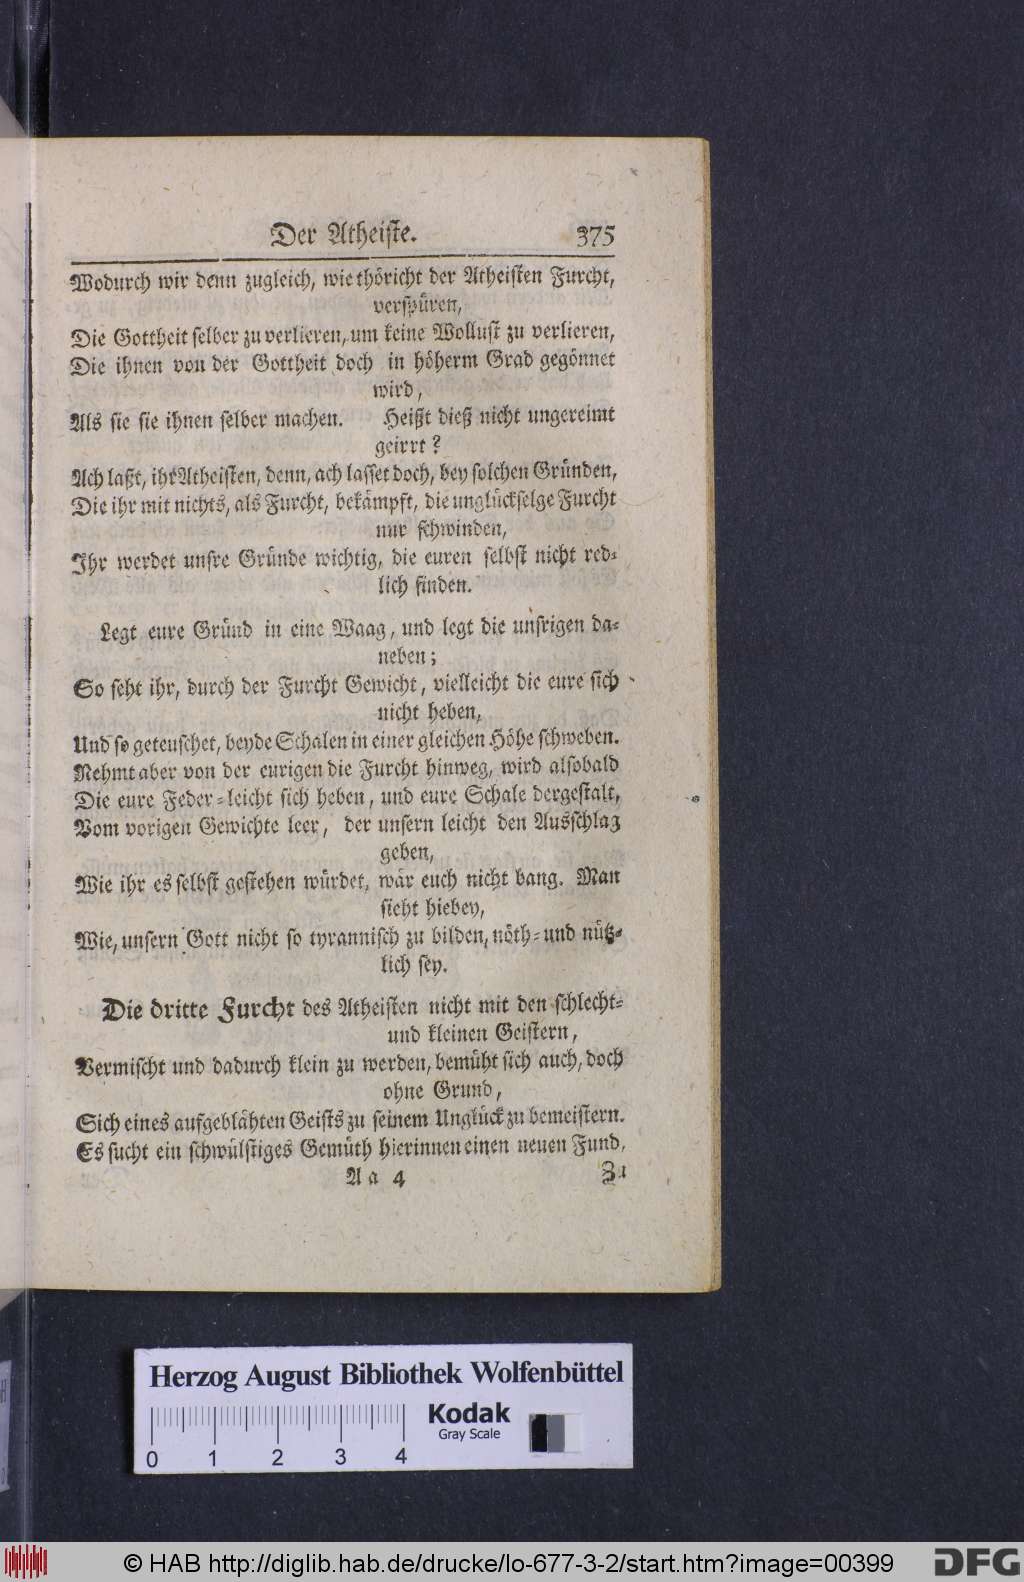 Der Atheiste. 375
Wodurch wir denn zugleich, wie thöricht der Atheisten Furcht,
verspüren,
Die Gottheit selber zu verlieren, um keine Wollust zu verlieren,
Die ihnen von der Gottheit doch in höherm Grad gegönnet
wird,
Als sie sie ihnen selber machen. Heißt dieß nicht ungereimt
geirrt?
Ach laßt, ihr Atheisten, denn, ach lasset doch, bey solchen Gründen,
Die ihr mit nichts, als Furcht, bekämpft, die unglückselge Furcht
nur schwinden,
Ihr werdet unsre Gründe wichtig, die euren selbst nicht red=
lich finden.
Legt eure Gründ in eine Waag, und legt die unsrigen da=
neben;
So seht ihr, durch der Furcht Gewicht, vielleicht die eure sich
nicht heben,
Und so geteuschet, beyde Schalen in einer gleichen Höhe schweben.
Nehmt aber von der eurigen die Furcht hinweg, wird alsobald
Die eure Feder=leicht sich heben, und eure Schale dergestalt,
Vom vorigen Gewichte leer, der unsern leicht den Ausschlag
geben,
Wie ihr es selbst gestehen würdet, wär euch nicht bang. Man
sieht hiebey,
Wie, unsern Gott nicht so tyrannisch zu bilden, nöth=und nütz=
lich sey.
Die dritte Furcht des Atheisten nicht mit den schlecht=
und kleinen Geistern,
Vermischt und dadurch klein zu werden, bemüht sich auch, doch
ohne Grund,
Sich eines aufgeblähten Geists zu seinem Unglück zu bemeistern.
Es sucht ein schwülstiges Gemüth hierinnen einen neuen Fund,
A a 4 Zu
Herzog August Bibliothek Wolfenbüttel
Kodak
Gray Scale
0 1 2 3 4
© HAB http://diglib.hab.de/drucke/lo-677-3-2/start.htm?image=00399
DFG